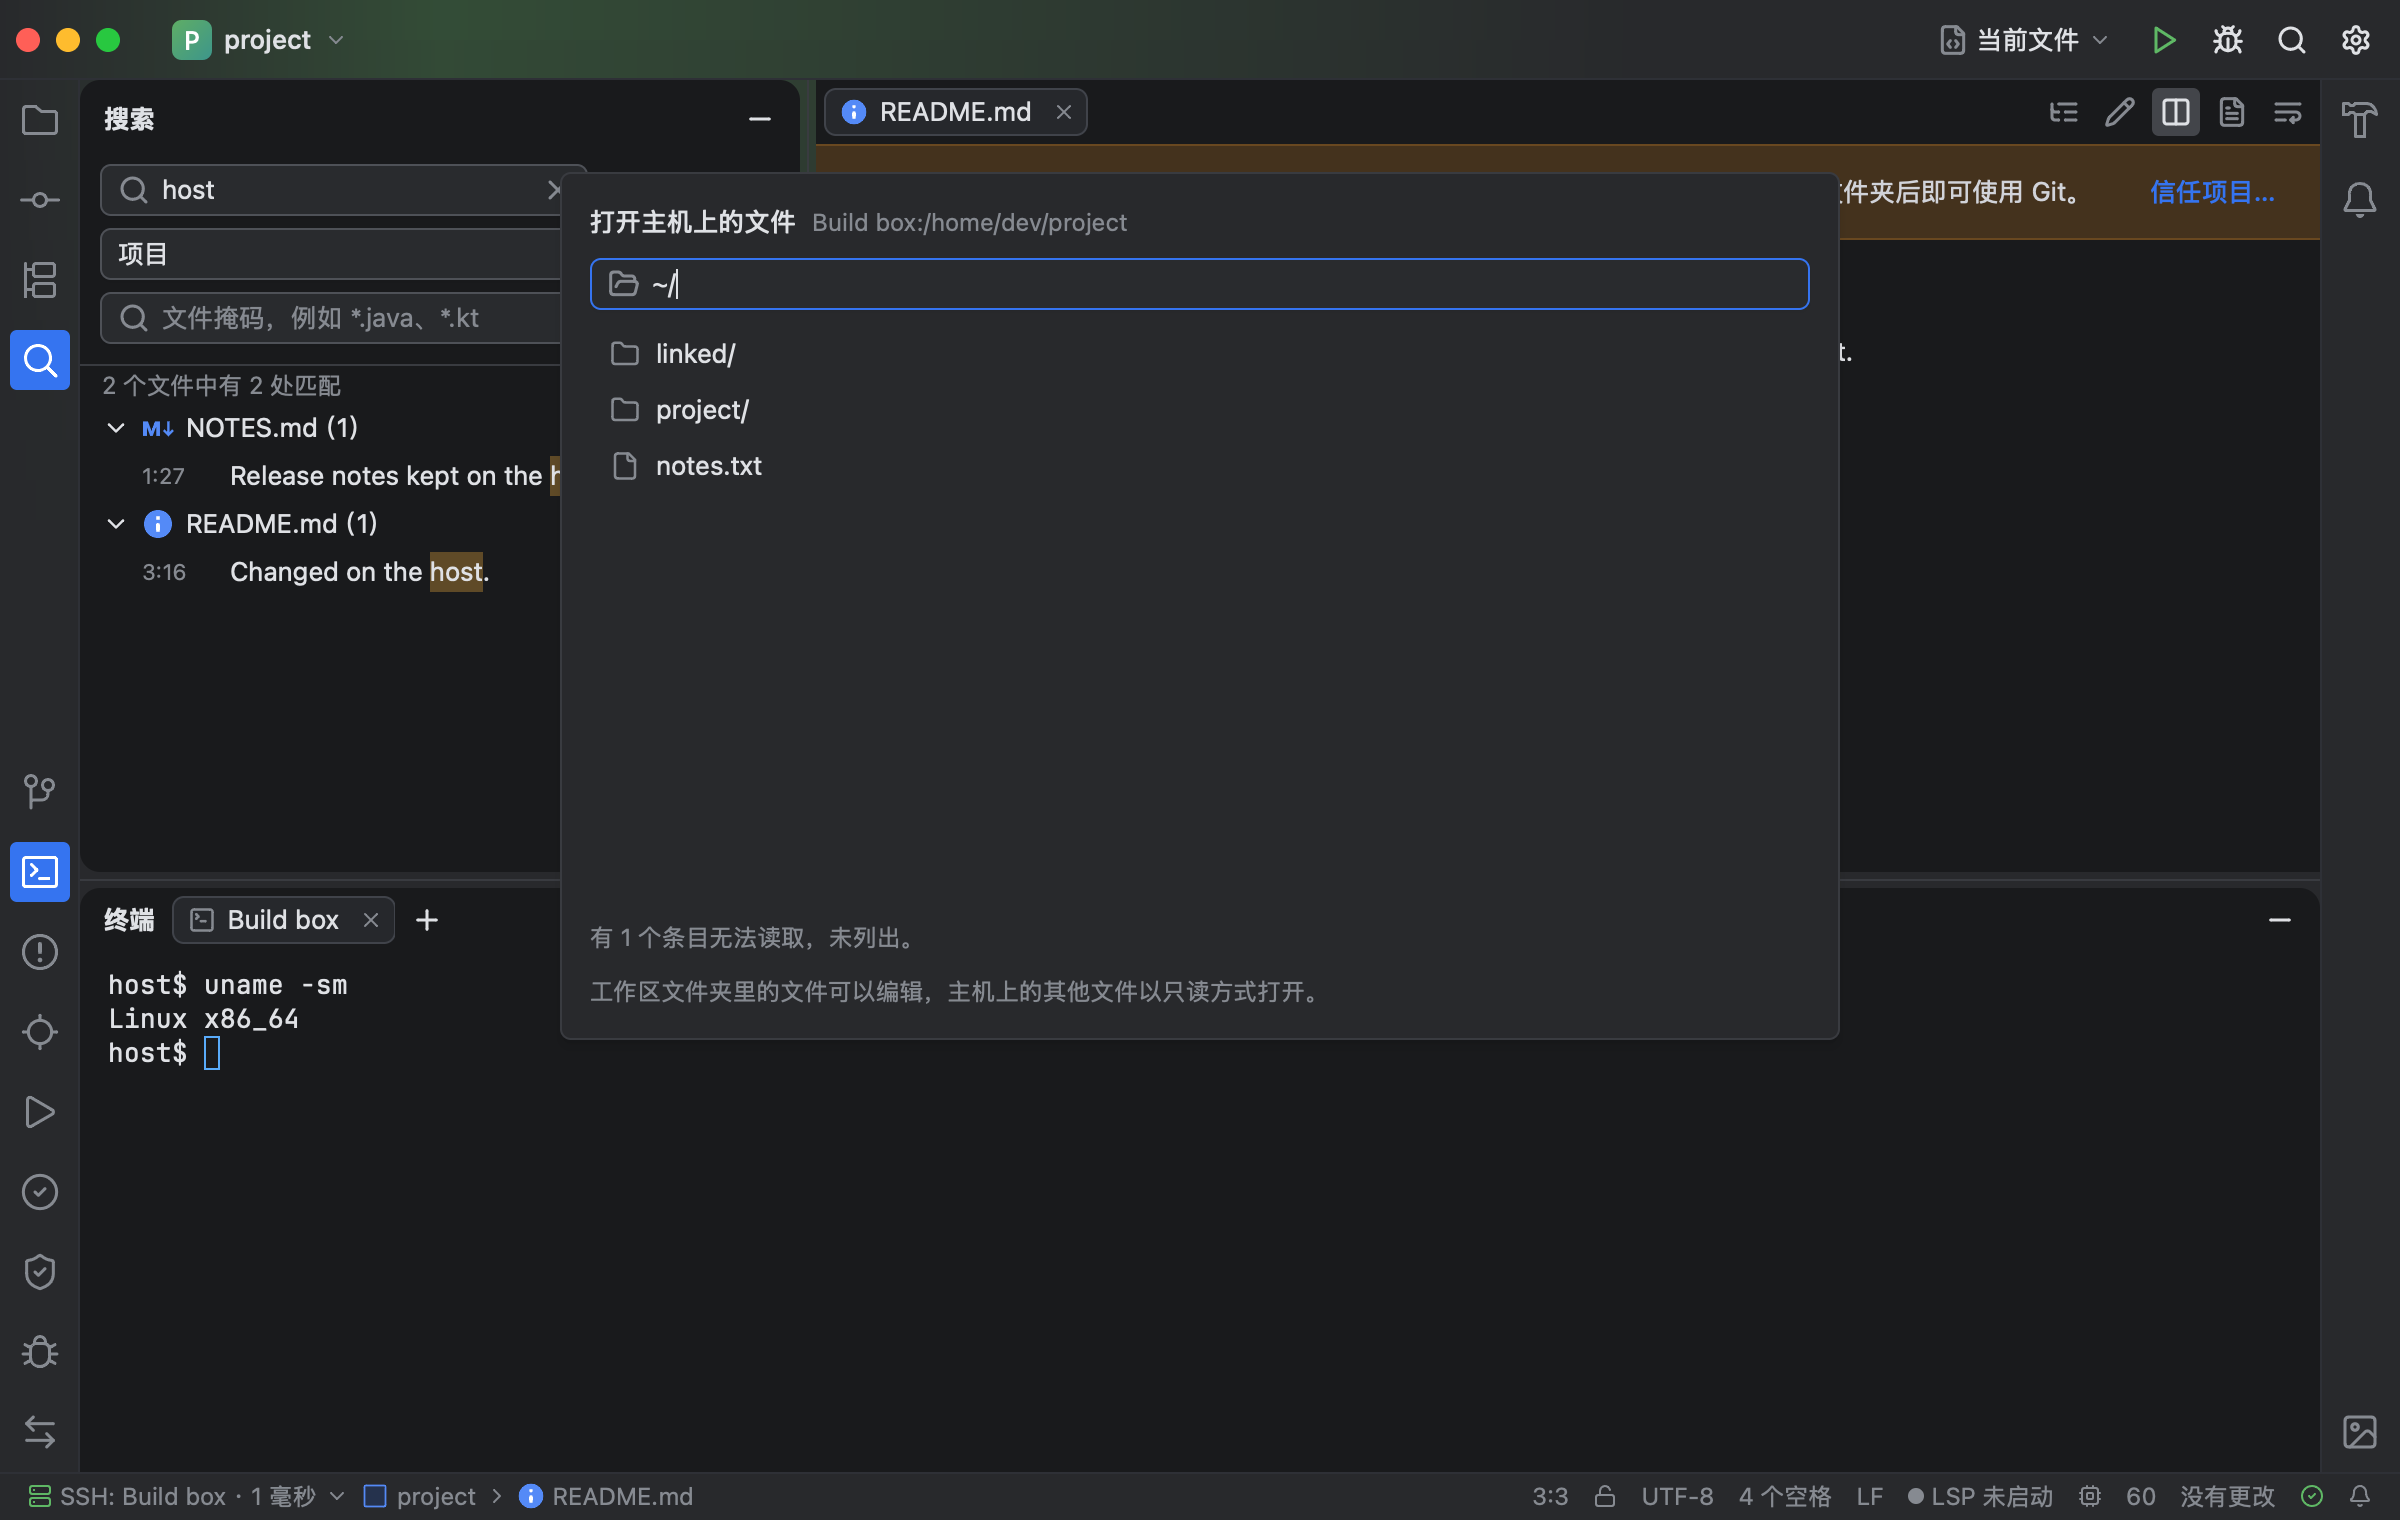 P project
当前文件
搜索
README.md
host
件夹后即可使用 Git。
信任项目...
打开主机上的文件 Build box:/home/dev/project
项目
~/
文件掩码，例如 *.java、*.kt
linked/
t.
2 个文件中有 2 处匹配
project/
NOTES.md (1)
notes.txt
1:27 Release notes kept on the
README.md (1)
3:16 Changed on the host.
终端 Build box
有 1 个条目无法读取，未列出。
host$ uname -sm
工作区文件夹里的文件可以编辑，主机上的其他文件以只读方式打开。
Linux x86_64
host$
SSH: Build box · 1 毫秒 project README.md
3:3 UTF-8 4 个空格 LF LSP 未启动 60 没有更改